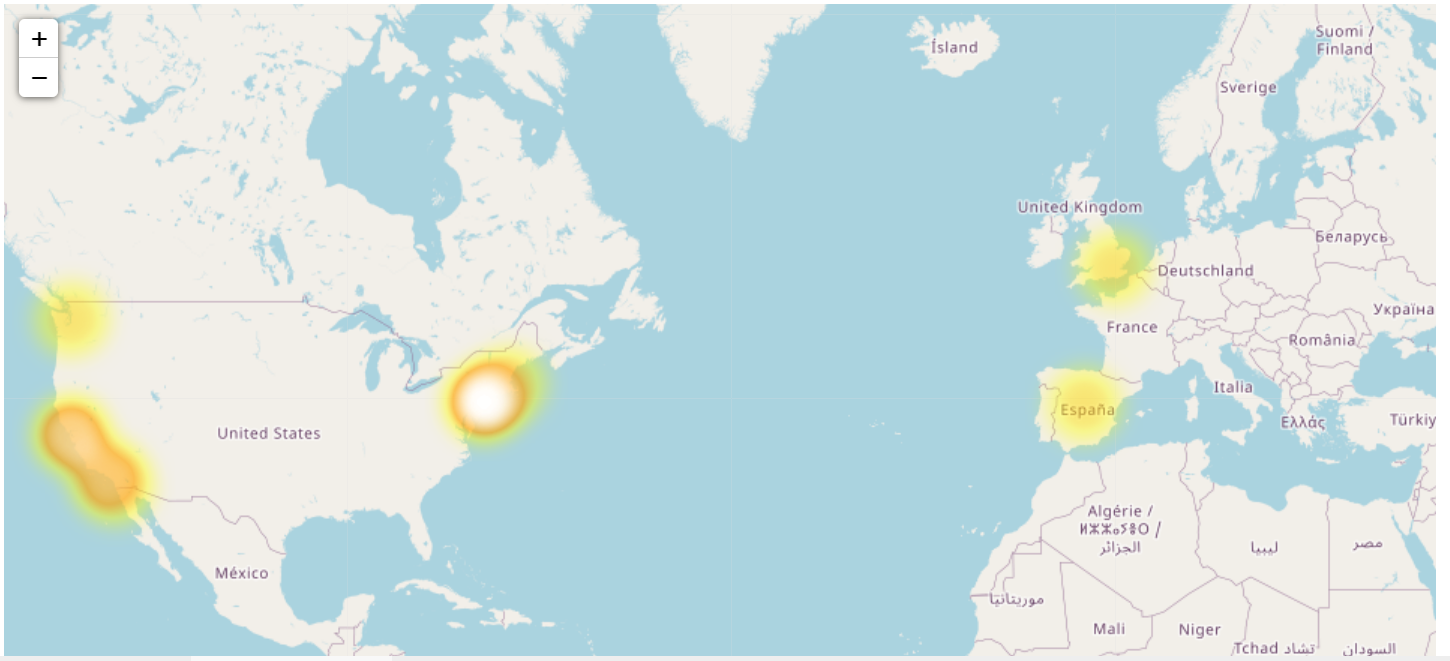 +
−
Ísland
Suomi /
Finland
Sverige
United Kingdom
Беларусь
Deutschland
Україна
France
România
Italia
España
Ελλάς
United States
Algérie /
ⵍⵣⵣⴰⵢⴻⵔ /
الجزائر
ليبيا
مصر
México
موريتانيا
Mali
Niger
Tchad تشاد
السودان